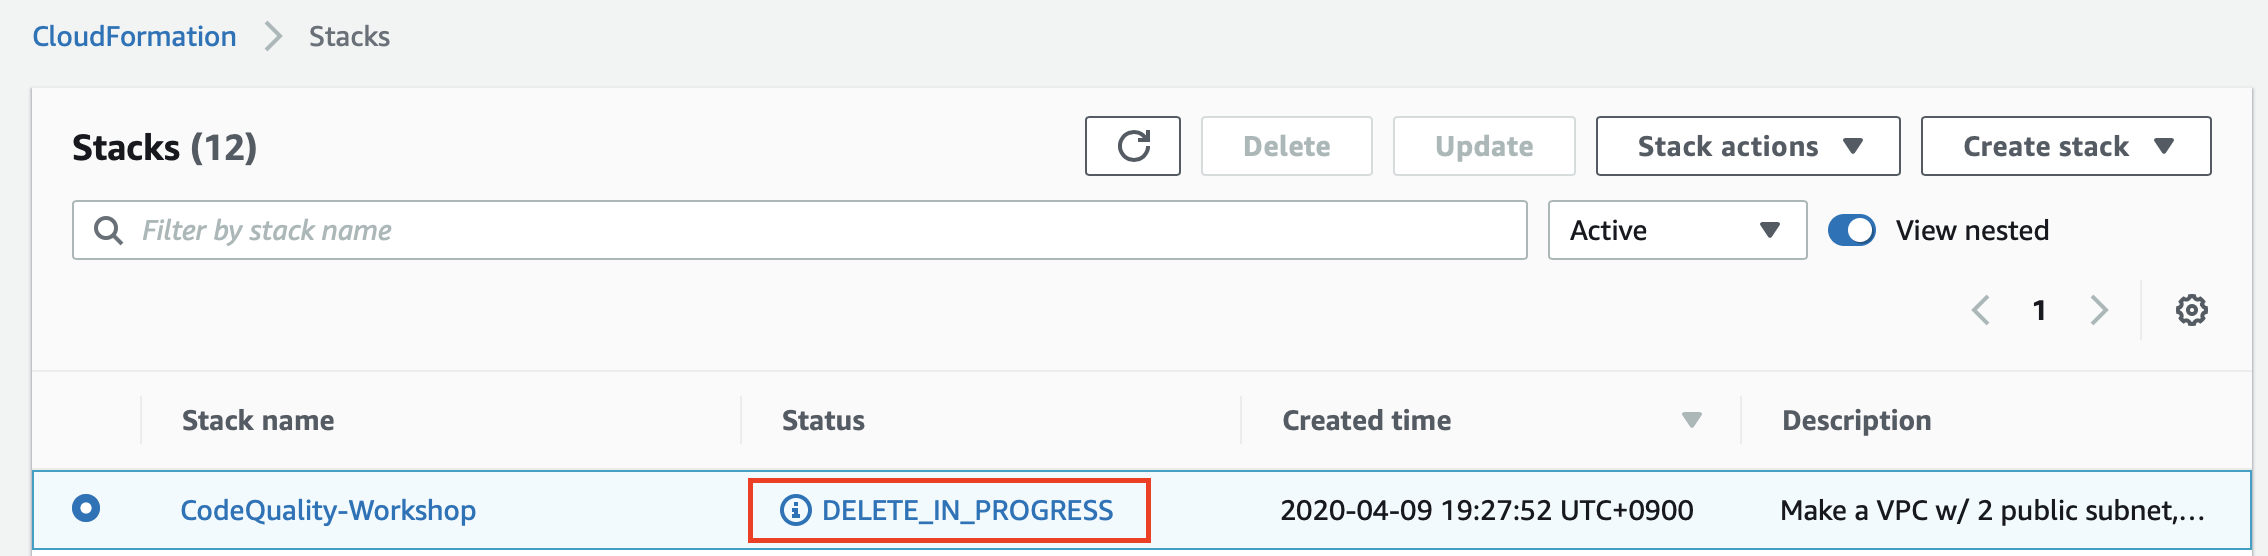 CloudFormation > Stacks
Stacks (12)
Delete
Update
Stack actions
Create stack
Filter by stack name
Active
View nested
1
Stack name
Status
Created time
Description
CodeQuality-Workshop
DELETE_IN_PROGRESS
2020-04-09 19:27:52 UTC+0900
Make a VPC w/ 2 public subnet,...